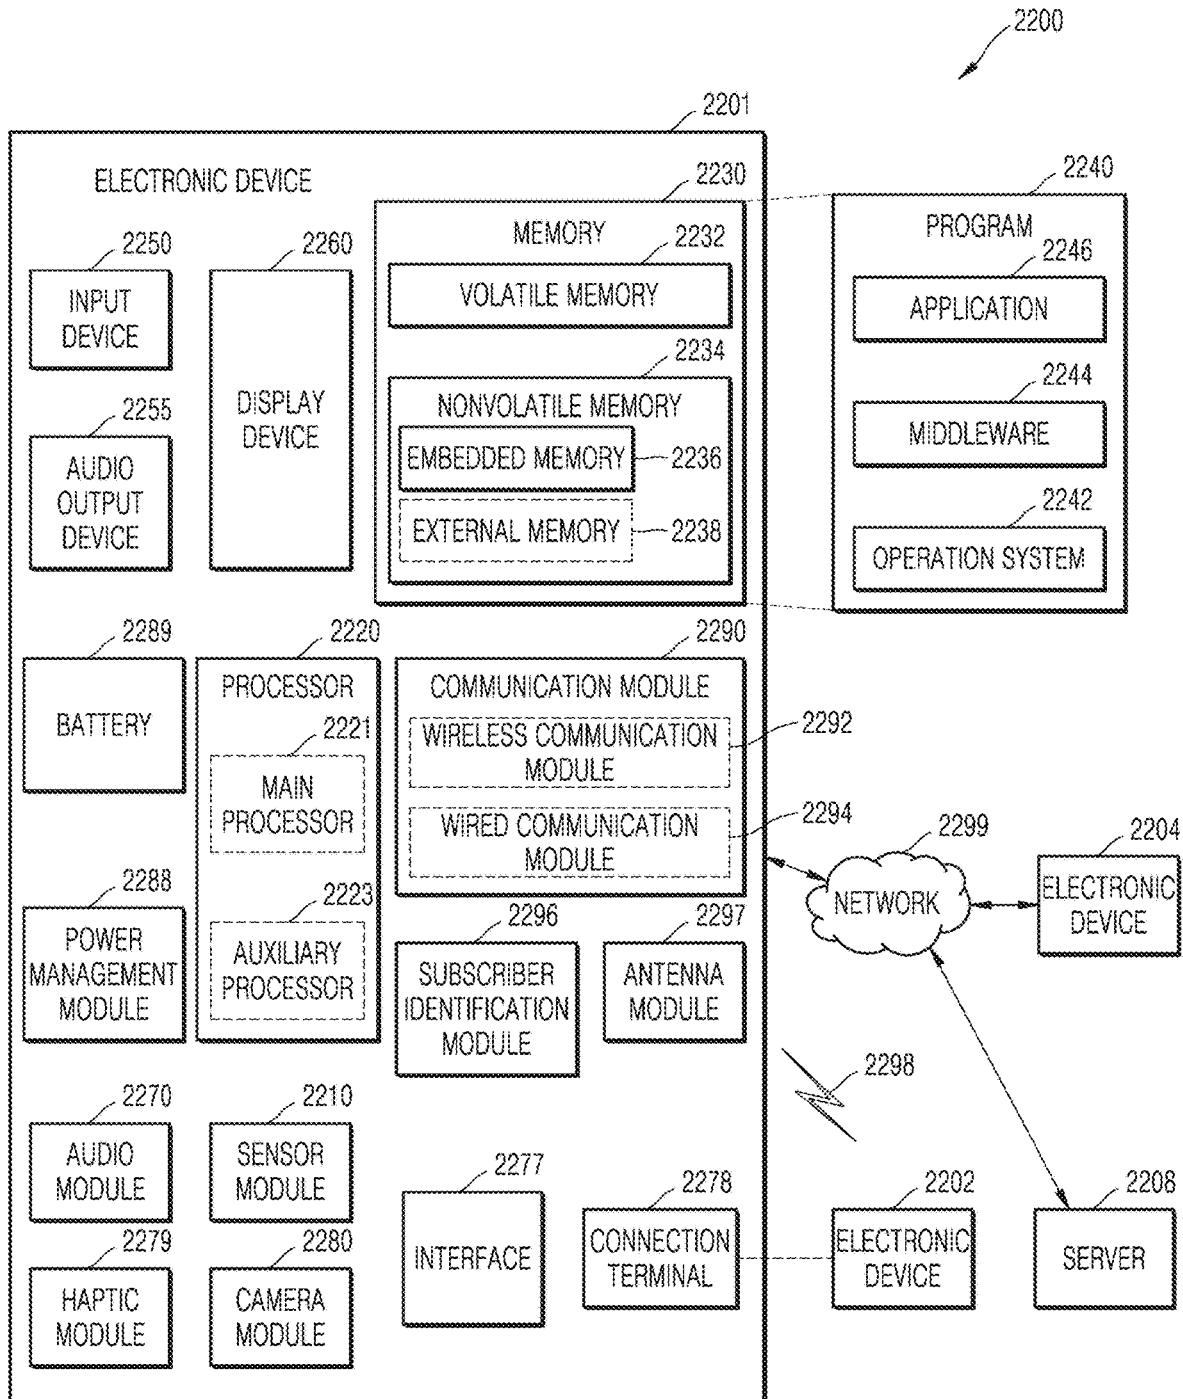 2200
2201
ELECTRONIC DEVICE
2230
2240
MEMORY
PROGRAM
2250
2260
2232
2246
INPUT
DEVICE
VOLATILE MEMORY
APPLICATION
2234
2244
2255
DISPLAY
DEVICE
NONVOLATILE MEMORY
MIDDLEWARE
AUDIO
OUTPUT
DEVICE
EMBEDDED MEMORY
2236
2242
EXTERNAL MEMORY
2238
OPERATION SYSTEM
2289
2220
2290
BATTERY
PROCESSOR
COMMUNICATION MODULE
2221
WIRELESS COMMUNICATION
MODULE
2292
MAIN
PROCESSOR
WIRED COMMUNICATION
MODULE
2294
2299
2204
2288
2223
NETWORK
ELECTRONIC
DEVICE
POWER
MANAGEMENT
MODULE
AUXILIARY
PROCESSOR
2296
2297
SUBSCRIBER
IDENTIFICATION
MODULE
ANTENNA
MODULE
2298
2270
2210
AUDIO
MODULE
SENSOR
MODULE
2277
2278
2202
2208
2279
2280
INTERFACE
CONNECTION
TERMINAL
ELECTRONIC
DEVICE
SERVER
HAPTIC
MODULE
CAMERA
MODULE